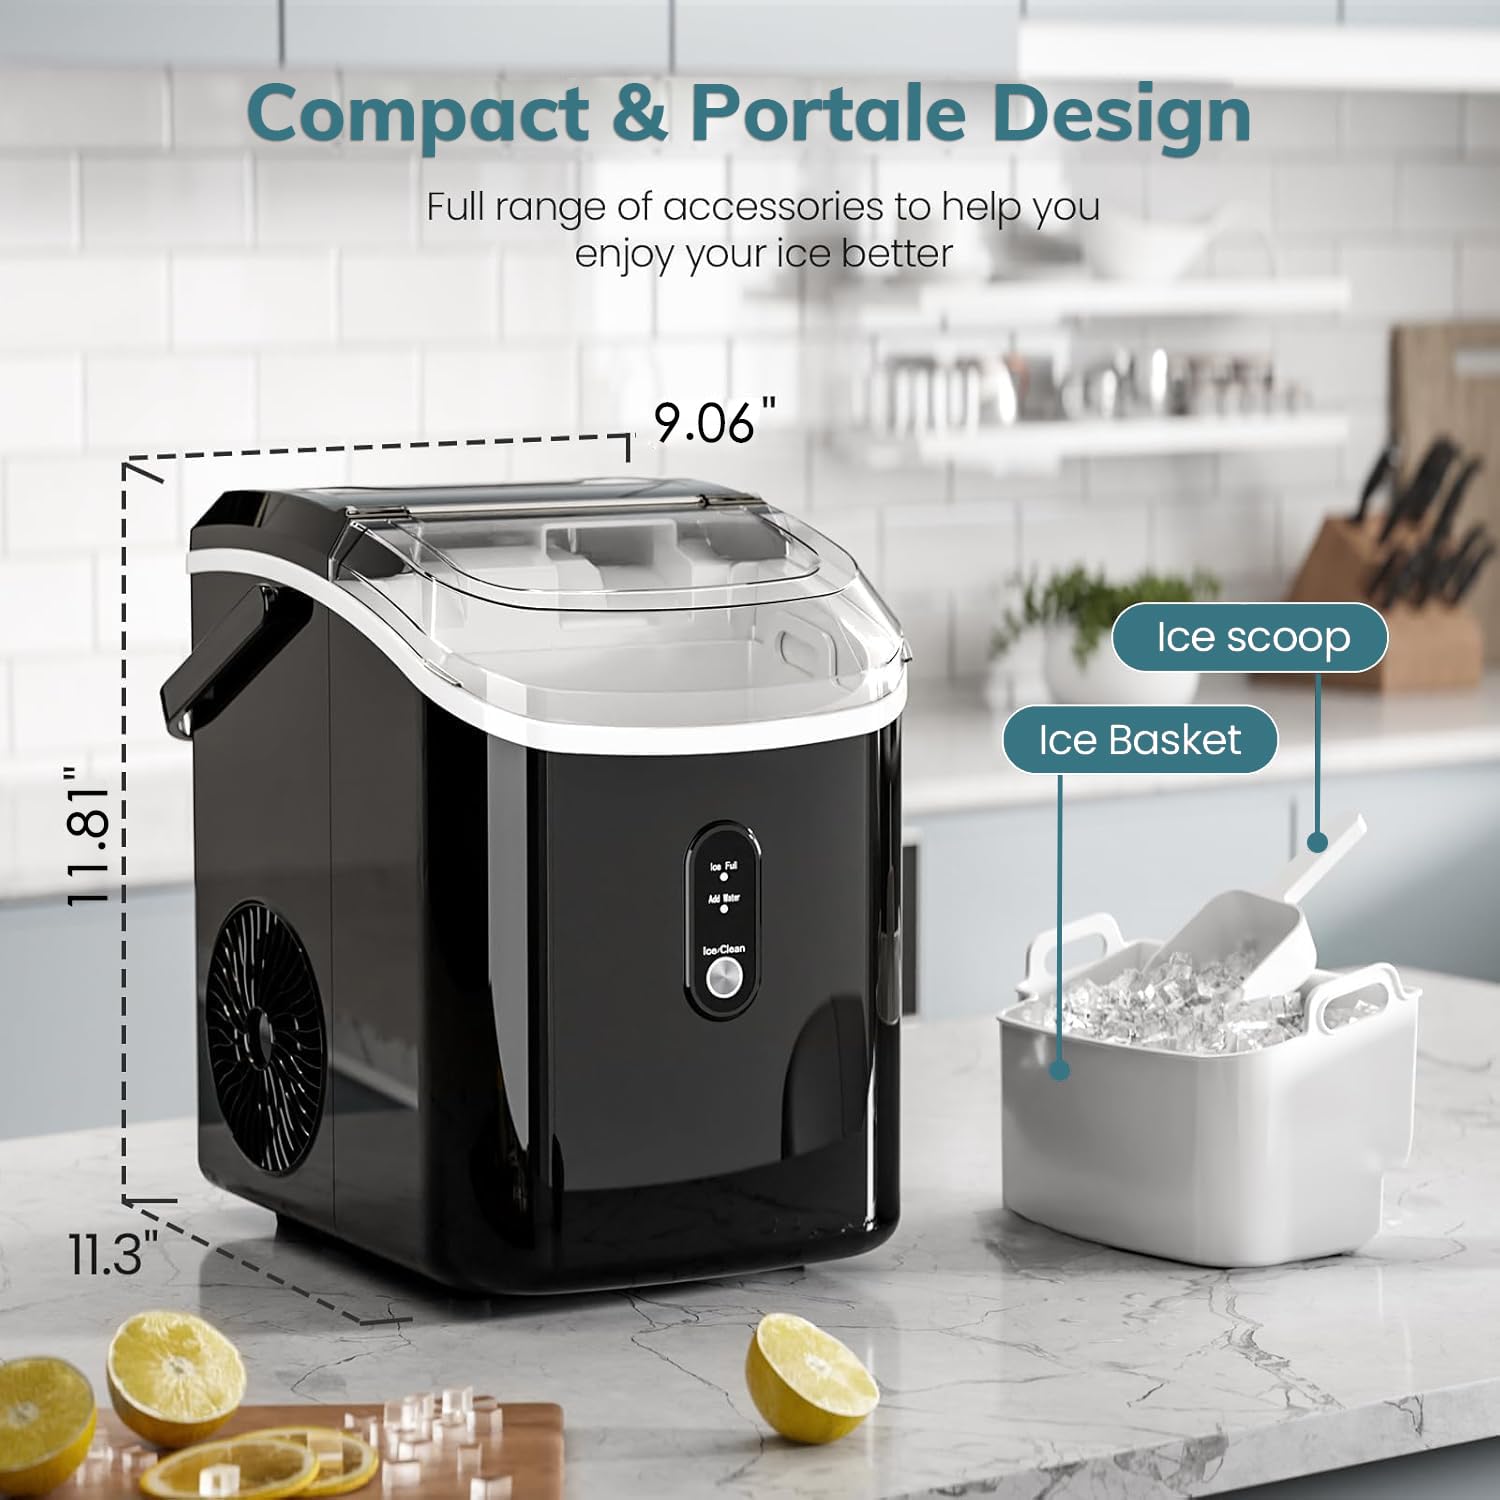 Compact & Portale Design
Full range of accessories to help you
enjoy your ice better
9.06"
11.81"
11.3"
Ice scoop
Ice Basket
Ice Full
Add Water
Ice/Clean